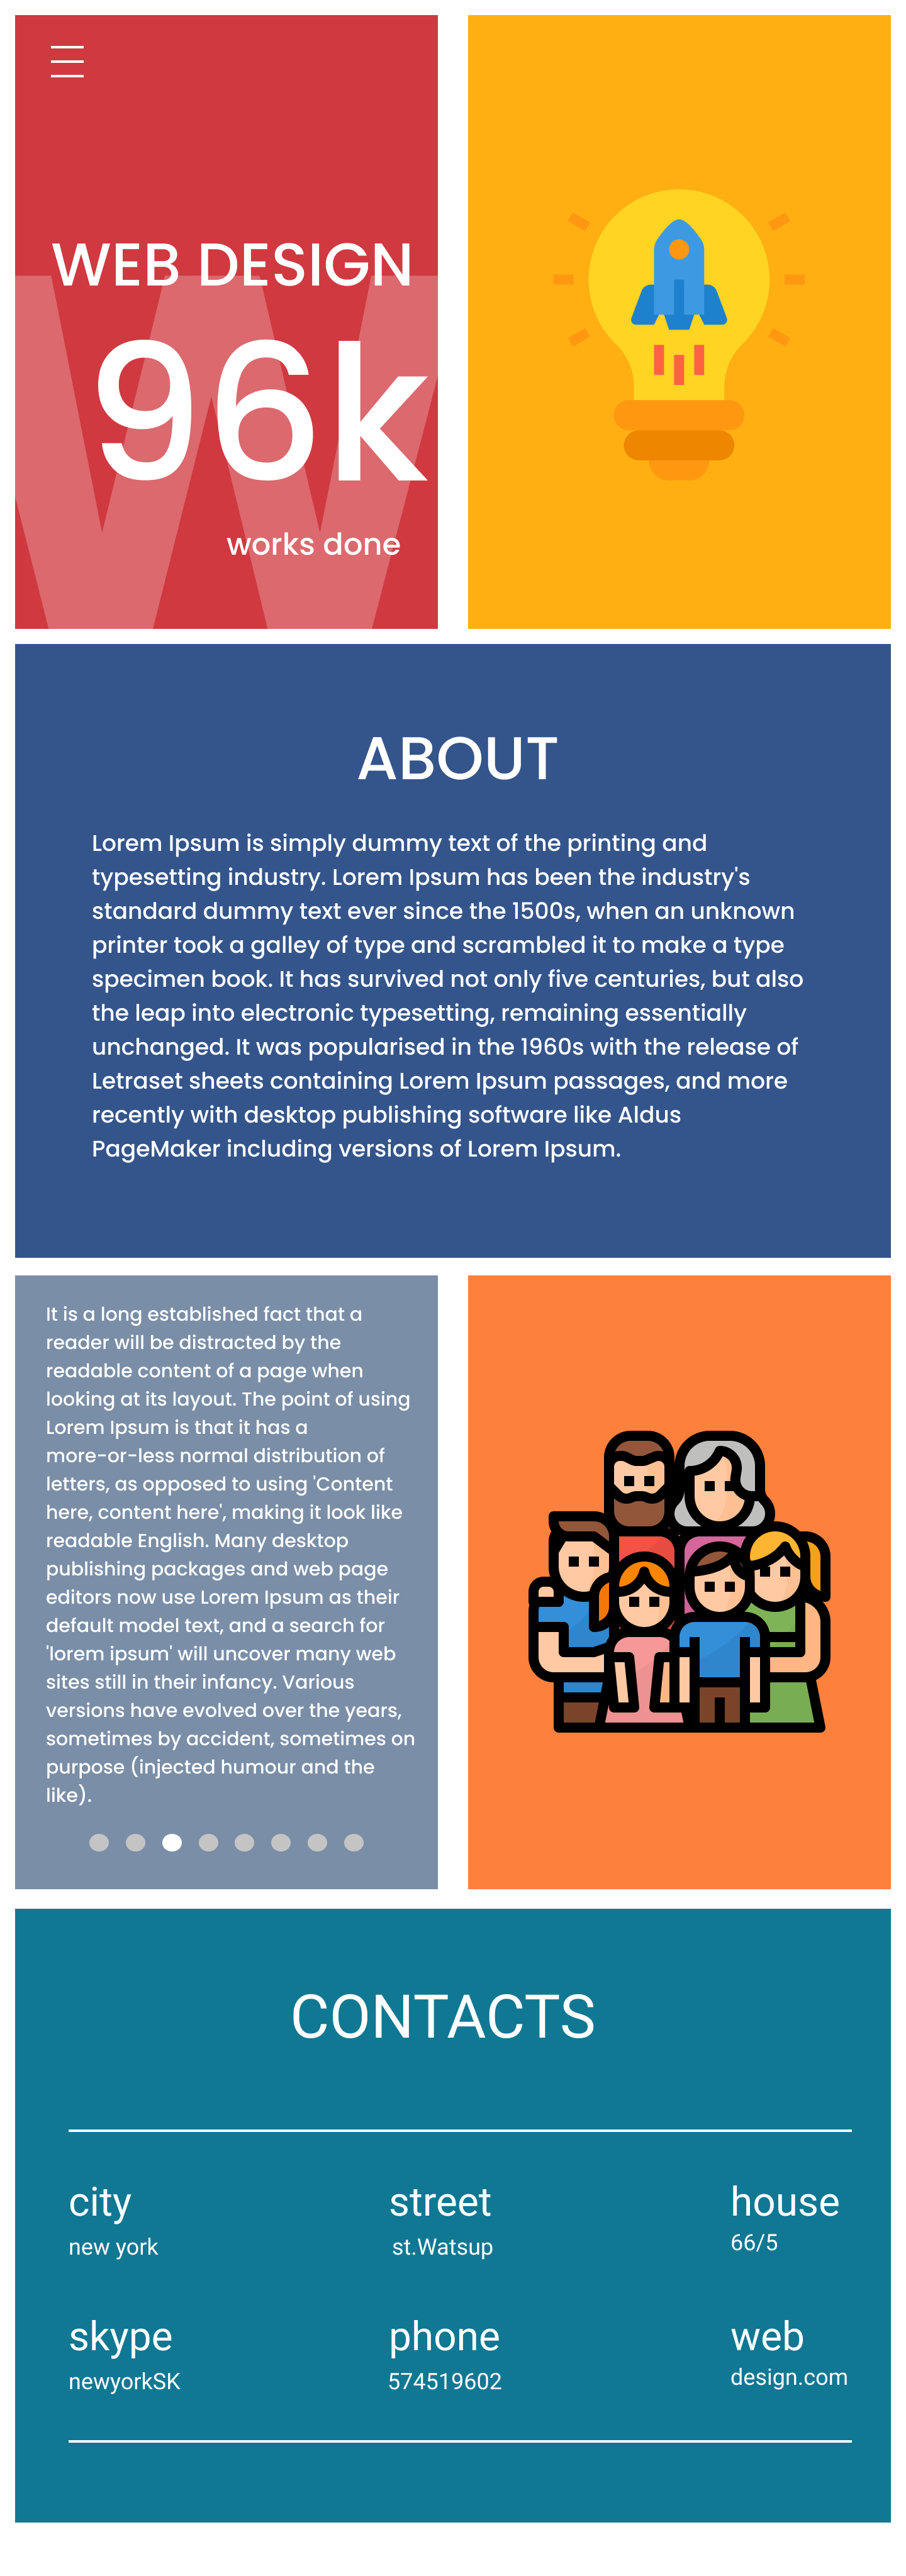 WEB DESIGN
W
96k
works done
ABOUT
Lorem Ipsum is simply dummy text of the printing and
typesetting industry. Lorem Ipsum has been the industry's
standard dummy text ever since the 1500s, when an unknown
printer took a galley of type and scrambled it to make a type
specimen book. It has survived not only five centuries, but also
the leap into electronic typesetting, remaining essentially
unchanged. It was popularised in the 1960s with the release of
Letraset sheets containing Lorem Ipsum passages, and more
recently with desktop publishing software like Aldus
PageMaker including versions of Lorem Ipsum.
It is a long established fact that a
reader will be distracted by the
readable content of a page when
looking at its layout. The point of using
Lorem Ipsum is that it has a
more-or-less normal distribution of
letters, as opposed to using 'Content
here, content here', making it look like
readable English. Many desktop
publishing packages and web page
editors now use Lorem Ipsum as their
default model text, and a search for
'lorem ipsum' will uncover many web
sites still in their infancy. Various
versions have evolved over the years,
sometimes by accident, sometimes on
purpose (injected humour and the
like).
CONTACTS
city
new york
street
st.Watsup
house
66/5
skype
newyorkSK
phone
574519602
web
design.com